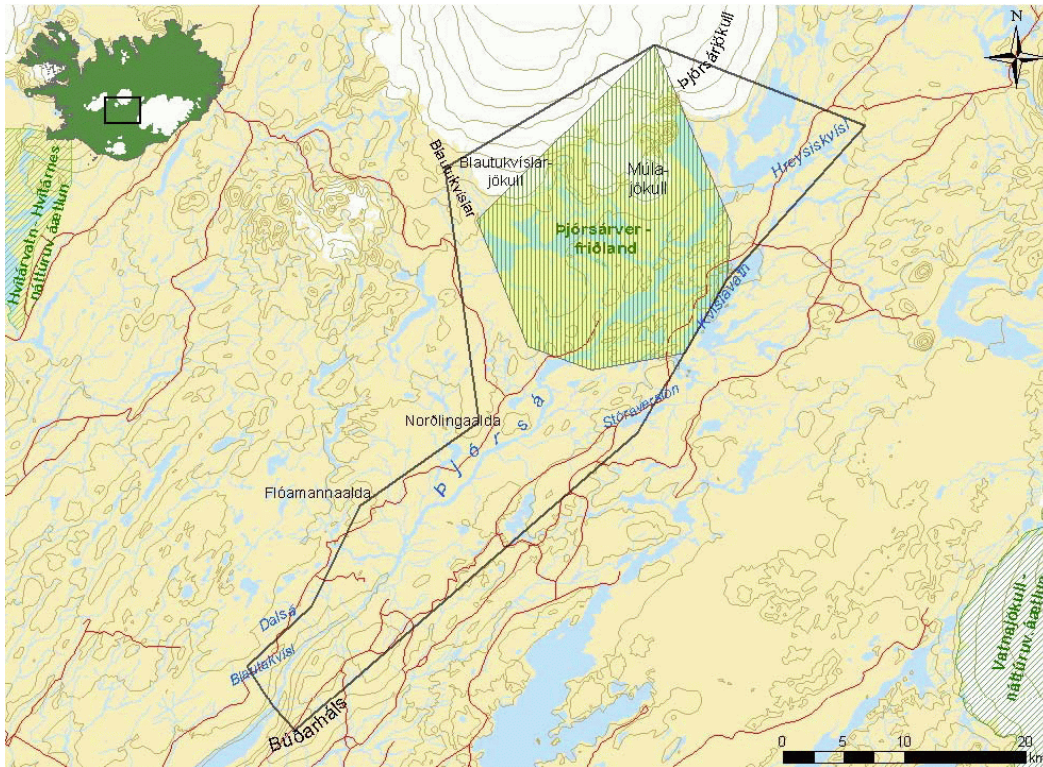 N
Þjórsárjökull
Blautukvíslar
Blautukvíslar-
jökull
Múla-
jökull
Hreysiskvísl
Þjórsárver -
friðland
Hvítárvatn - Hvítárnes
náttúruv.áætlun
Kvíslavatn
Norðlingaalda
Þjórsá
Stóraverslón
Flóamannaalda
Dalsá
Blautakvísl
Búðarháls
Vatnajökull -
náttúruv.áætlun
0 5 10 20
km